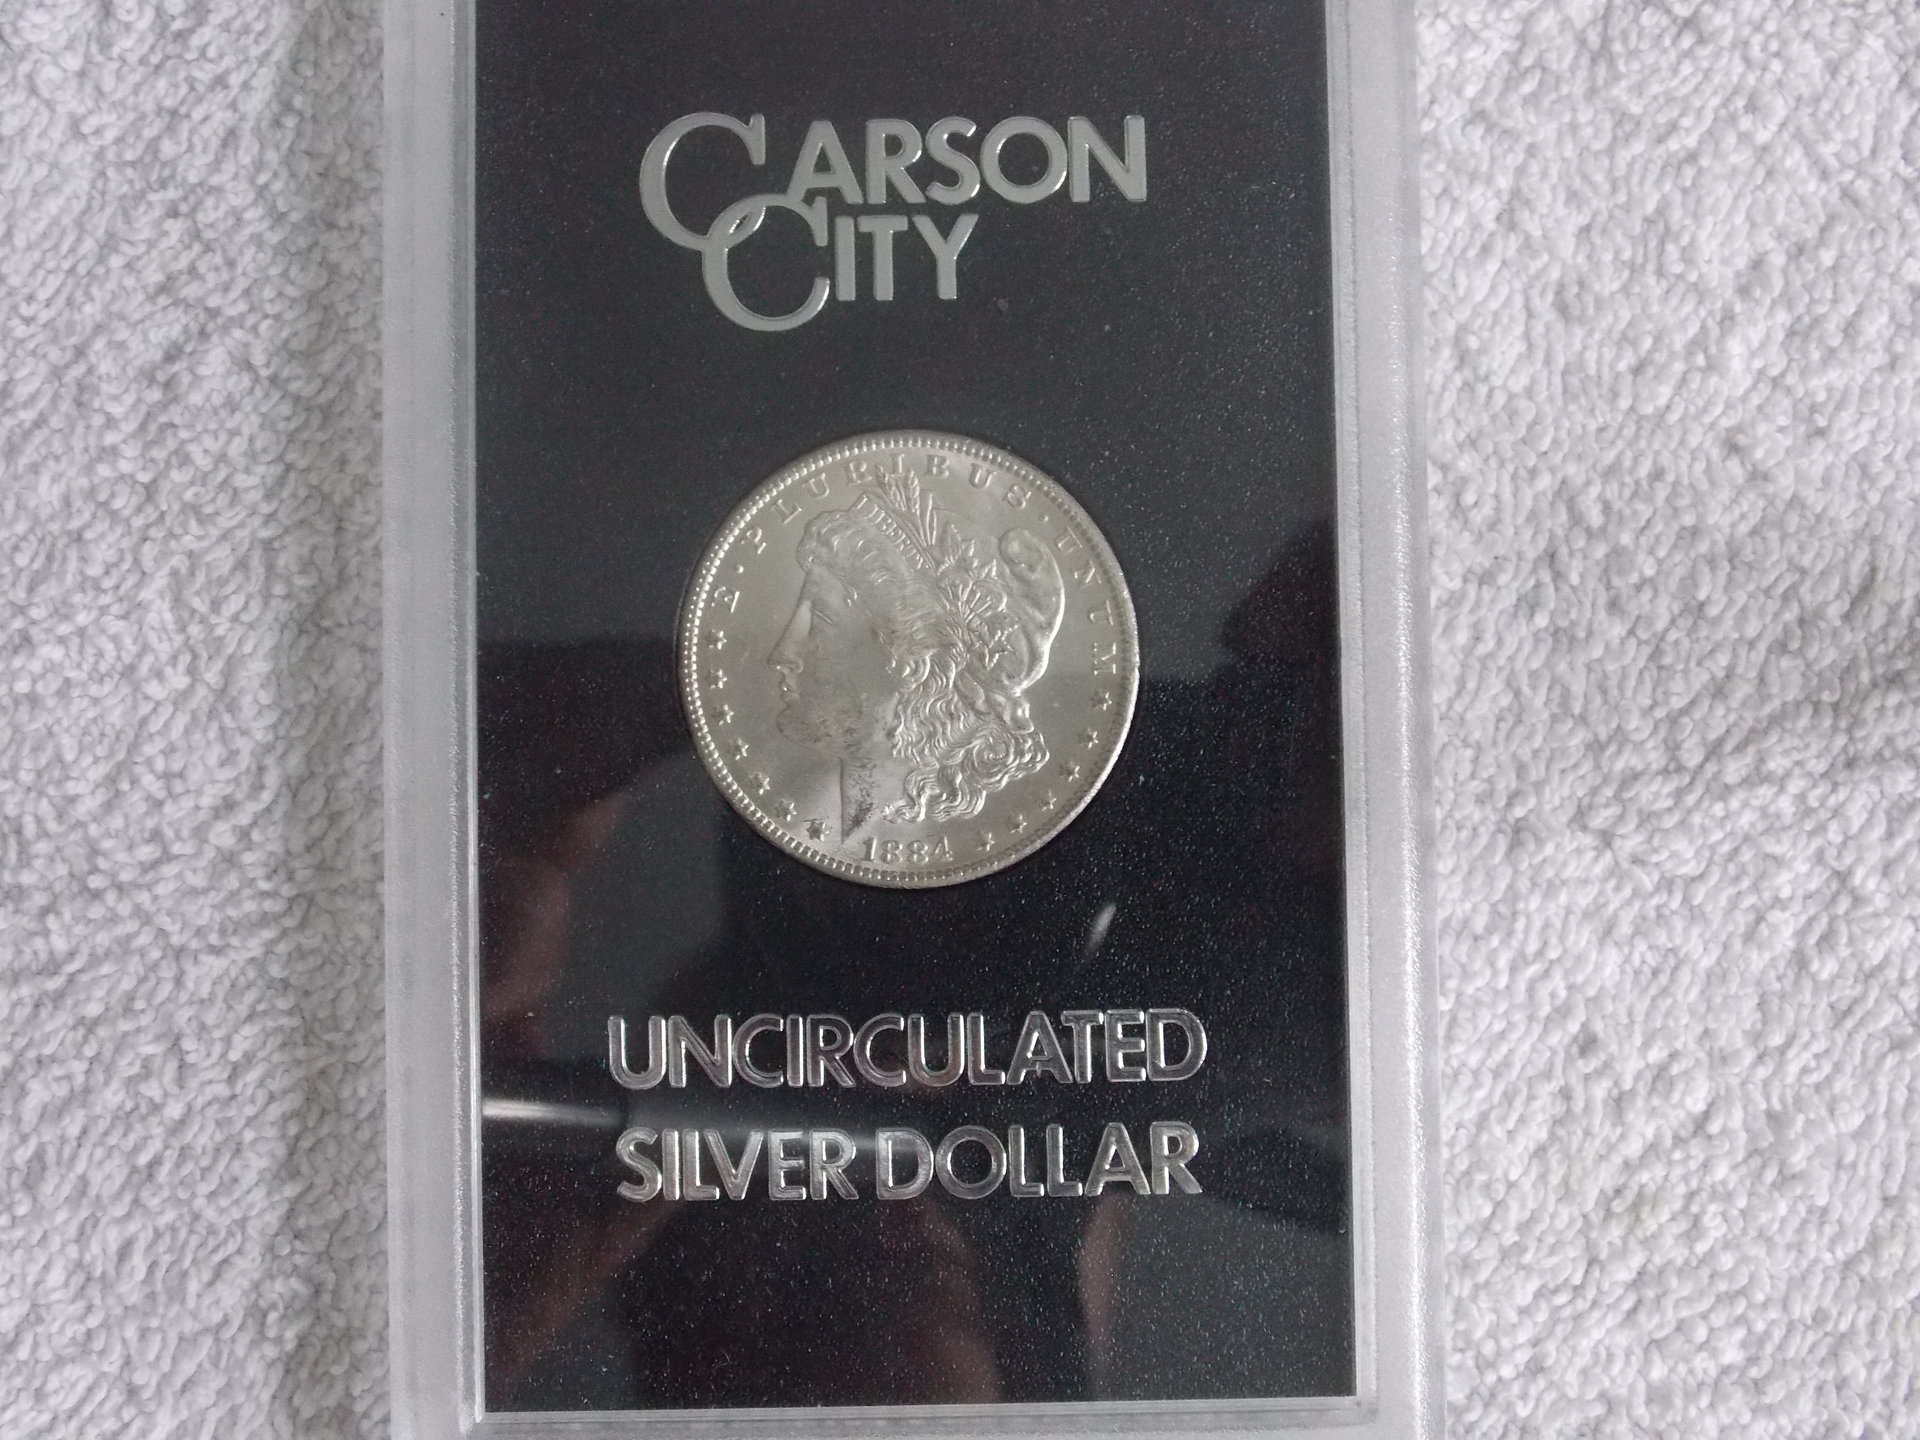 CARSON
CITY
E · PLURIBUS · UNUM
LIBERTY
1884
UNCIRCULATED
SILVER DOLLAR